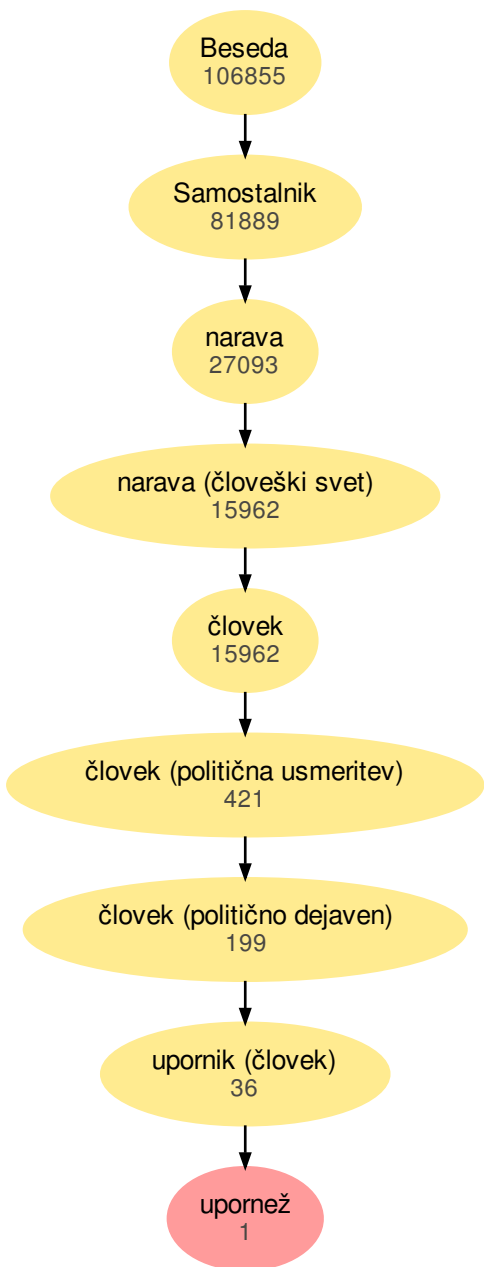 Beseda
106855
Samostalnik
81889
narava
27093
narava (človeški svet)
15962
človek
15962
človek (politična usmeritev)
421
človek (politično dejaven)
199
upornik (človek)
36
upornež
1